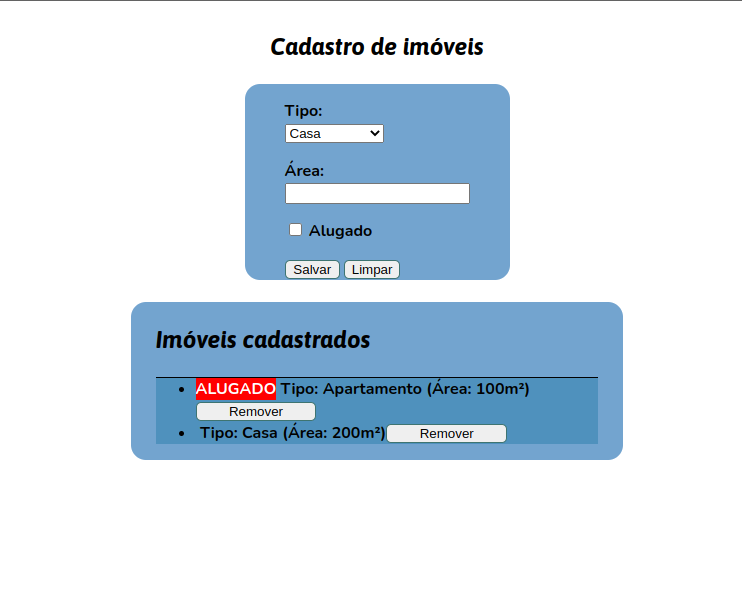 Cadastro de imóveis
Tipo:
Casa
Área:
Alugado
Salvar Limpar
Imóveis cadastrados
ALUGADO Tipo: Apartamento (Área: 100m²)
Remover
Tipo: Casa (Área: 200m²) Remover